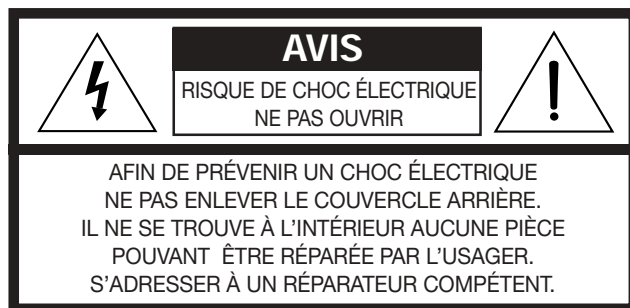 AVIS
RISQUE DE CHOC ÉLECTRIQUE
NE PAS OUVRIR
AFIN DE PRÉVENIR UN CHOC ÉLECTRIQUE
NE PAS ENLEVER LE COUVERCLE ARRIÈRE.
IL NE SE TROUVE À L'INTÉRIEUR AUCUNE PIÈCE
POUVANT ÊTRE RÉPARÉE PAR L'USAGER.
S'ADRESSER À UN RÉPARATEUR COMPÉTENT.